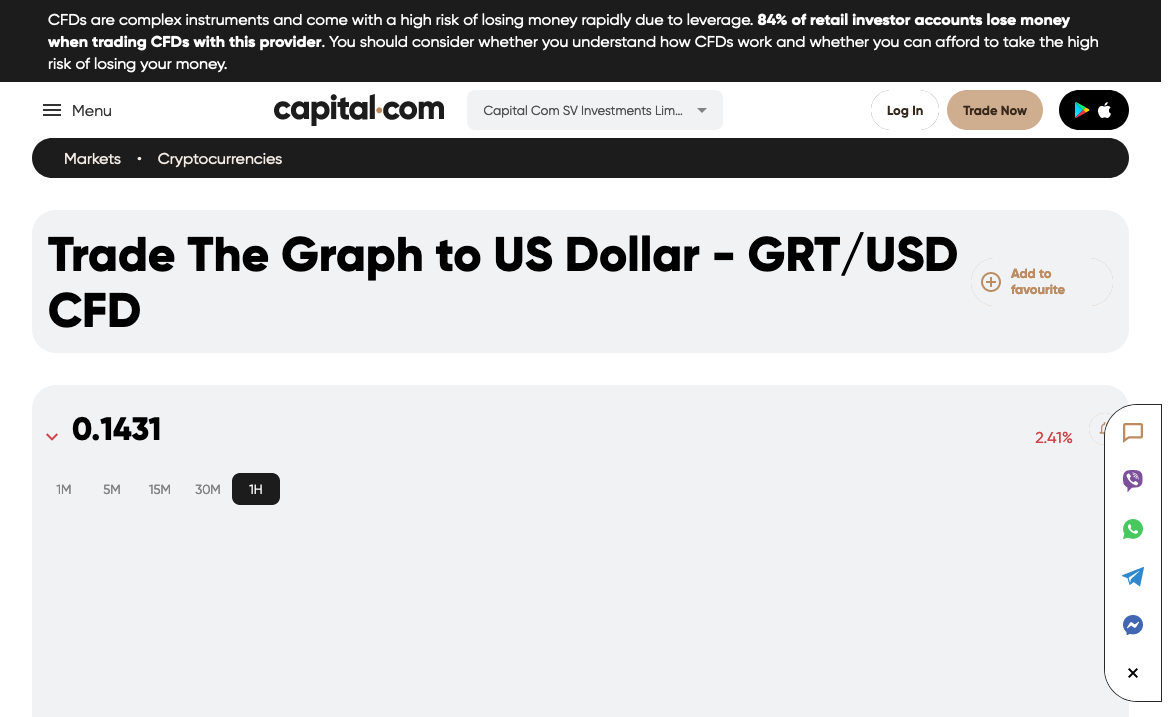 CFDs are complex instruments and come with a high risk of losing money rapidly due to leverage. 84% of retail investor accounts lose money
when trading CFDs with this provider. You should consider whether you understand how CFDs work and whether you can afford to take the high
risk of losing your money.
Menu
capital.com
Capital Com SV Investments Lim...
Log In
Trade Now
Markets • Cryptocurrencies
Trade The Graph to US Dollar - GRT/USD
CFD
Add to
favourite
0.1431
2.41%
1M 5M 15M 30M 1H